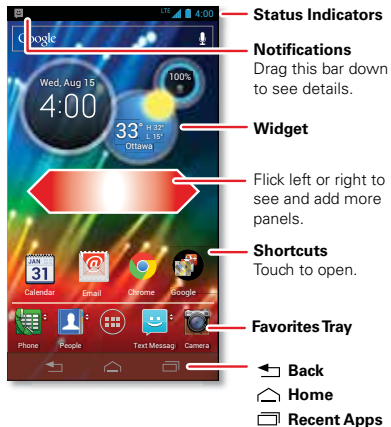 LTE 4:00
Status Indicators
Google
Notifications
Drag this bar down
to see details.
Wed, Aug 15
4:00
100%
33° H 32°
L 15°
Ottawa
Widget
Flick left or right to
see and add more
panels.
Shortcuts
Touch to open.
JAN
31
Calendar
Email
Chrome
Google
Favorites Tray
Phone
People
Text Messag
Camera
Back
Home
Recent Apps